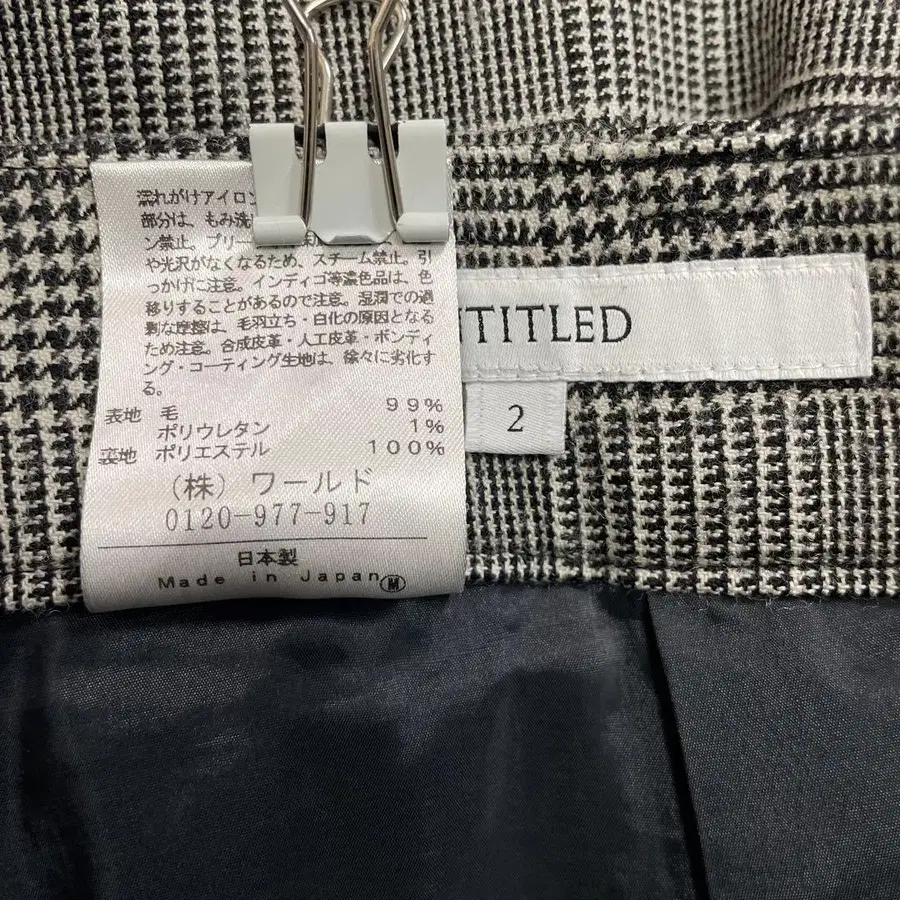 濡れがけアイロン
部分は、もみ洗
ン禁止。プリー
や光沢がなくなるため、スチーム禁止。引
っかけに注意。インディゴ等濃色品は、色
移りすることがあるので注意。湿潤での過
剰な摩擦は、毛羽立ち・白化の原因となる
ため注意。合成皮革・人工皮革・ボンディ
ング・コーティング生地は、徐々に劣化す
る。
表地 毛 99%
ポリウレタン 1%
裏地 ポリエステル 100%
(株) ワールド
0120-977-917
日本製
Made in Japan Ⓜ
NTITLED
2